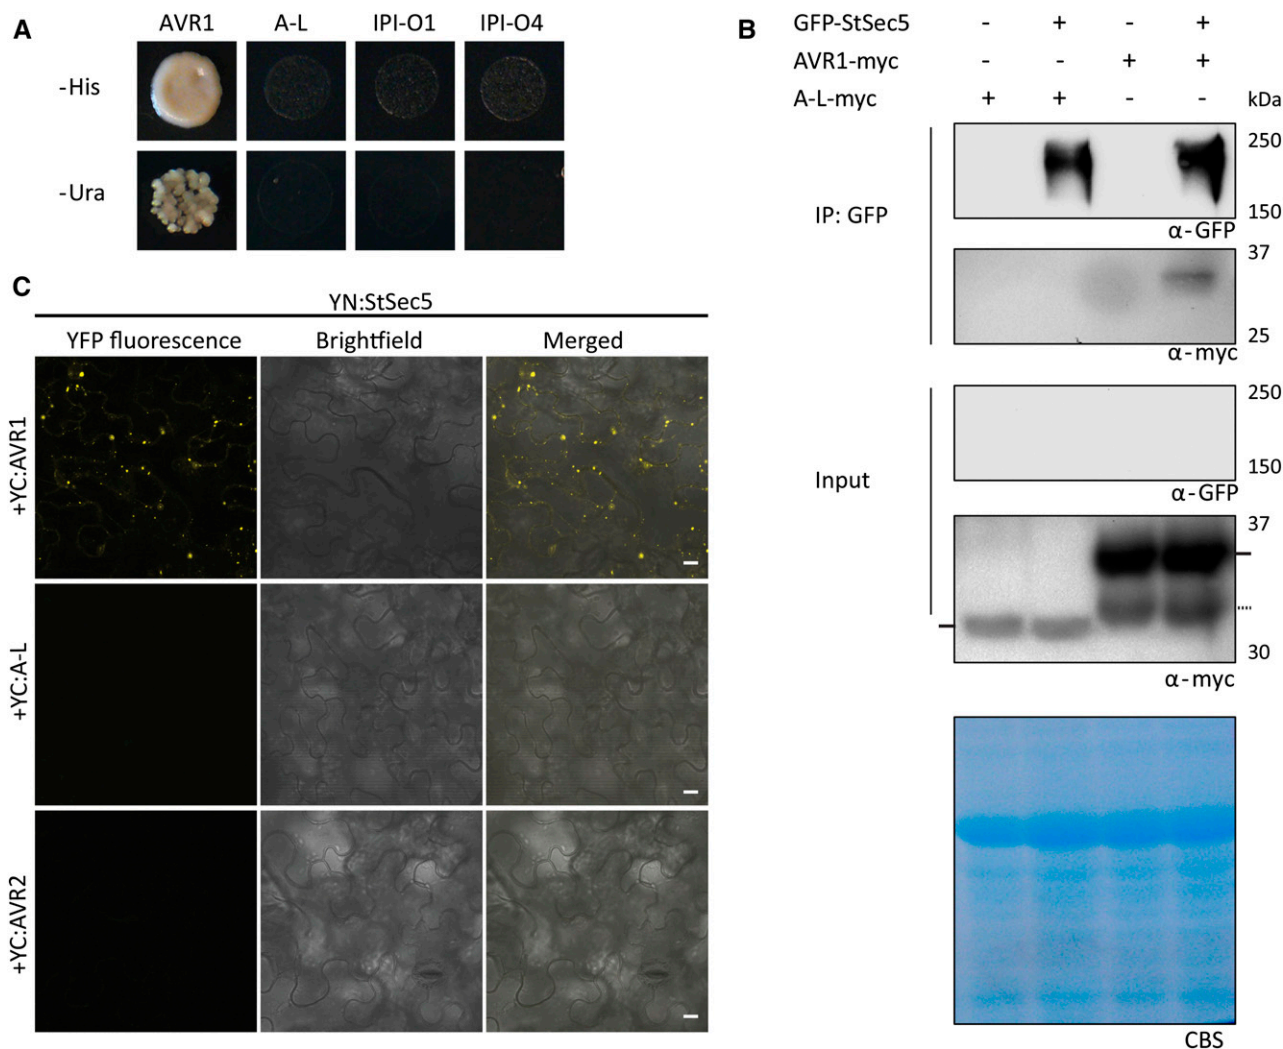 A
AVR1 A-L IPI-O1 IPI-O4
-His
-Ura
B
GFP-StSec5 - + - +
AVR1-myc - - + +
A-L-myc + + - -
kDa
IP: GFP
250
150
α-GFP
37
25
α-myc
Input
250
150
α-GFP
37
30
α-myc
CBS
C
YN:StSec5
YFP fluorescence Brightfield Merged
+YC:AVR1
+YC:A-L
+YC:AVR2